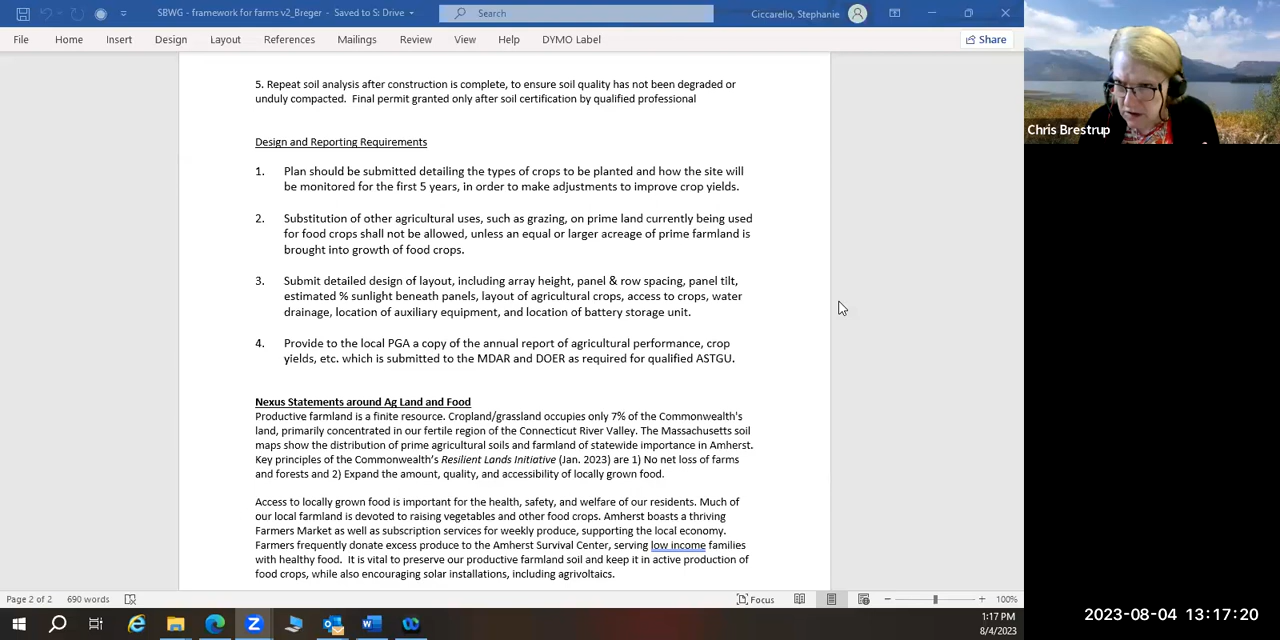 SBWG - framework for farms v2_Breger - Saved to S: Drive
Search
Ciccarello, Stephanie
File Home Insert Design Layout References Mailings Review View Help DYMO Label
Share
5. Repeat soil analysis after construction is complete, to ensure soil quality has not been degraded or
unduly compacted. Final permit granted only after soil certification by qualified professional
Design and Reporting Requirements
1. Plan should be submitted detailing the types of crops to be planted and how the site will
be monitored for the first 5 years, in order to make adjustments to improve crop yields.
2. Substitution of other agricultural uses, such as grazing, on prime land currently being used
for food crops shall not be allowed, unless an equal or larger acreage of prime farmland is
brought into growth of food crops.
3. Submit detailed design of layout, including array height, panel & row spacing, panel tilt,
estimated % sunlight beneath panels, layout of agricultural crops, access to crops, water
drainage, location of auxiliary equipment, and location of battery storage unit.
4. Provide to the local PGA a copy of the annual report of agricultural performance, crop
yields, etc. which is submitted to the MDAR and DOER as required for qualified ASTGU.
Nexus Statements around Ag Land and Food
Productive farmland is a finite resource. Cropland/grassland occupies only 7% of the Commonwealth's
land, primarily concentrated in our fertile region of the Connecticut River Valley. The Massachusetts soil
maps show the distribution of prime agricultural soils and farmland of statewide importance in Amherst.
Key principles of the Commonwealth's Resilient Lands Initiative (Jan. 2023) are 1) No net loss of farms
and forests and 2) Expand the amount, quality, and accessibility of locally grown food.
Access to locally grown food is important for the health, safety, and welfare of our residents. Much of
our local farmland is devoted to raising vegetables and other food crops. Amherst boasts a thriving
Farmers Market as well as subscription services for weekly produce, supporting the local economy.
Farmers frequently donate excess produce to the Amherst Survival Center, serving low income families
with healthy food. It is vital to preserve our productive farmland soil and keep it in active production of
food crops, while also encouraging solar installations, including agrivoltaics.
Page 2 of 2 690 words
Focus
100%
1:17 PM
8/4/2023
Chris Brestrup
2023-08-04 13:17:20